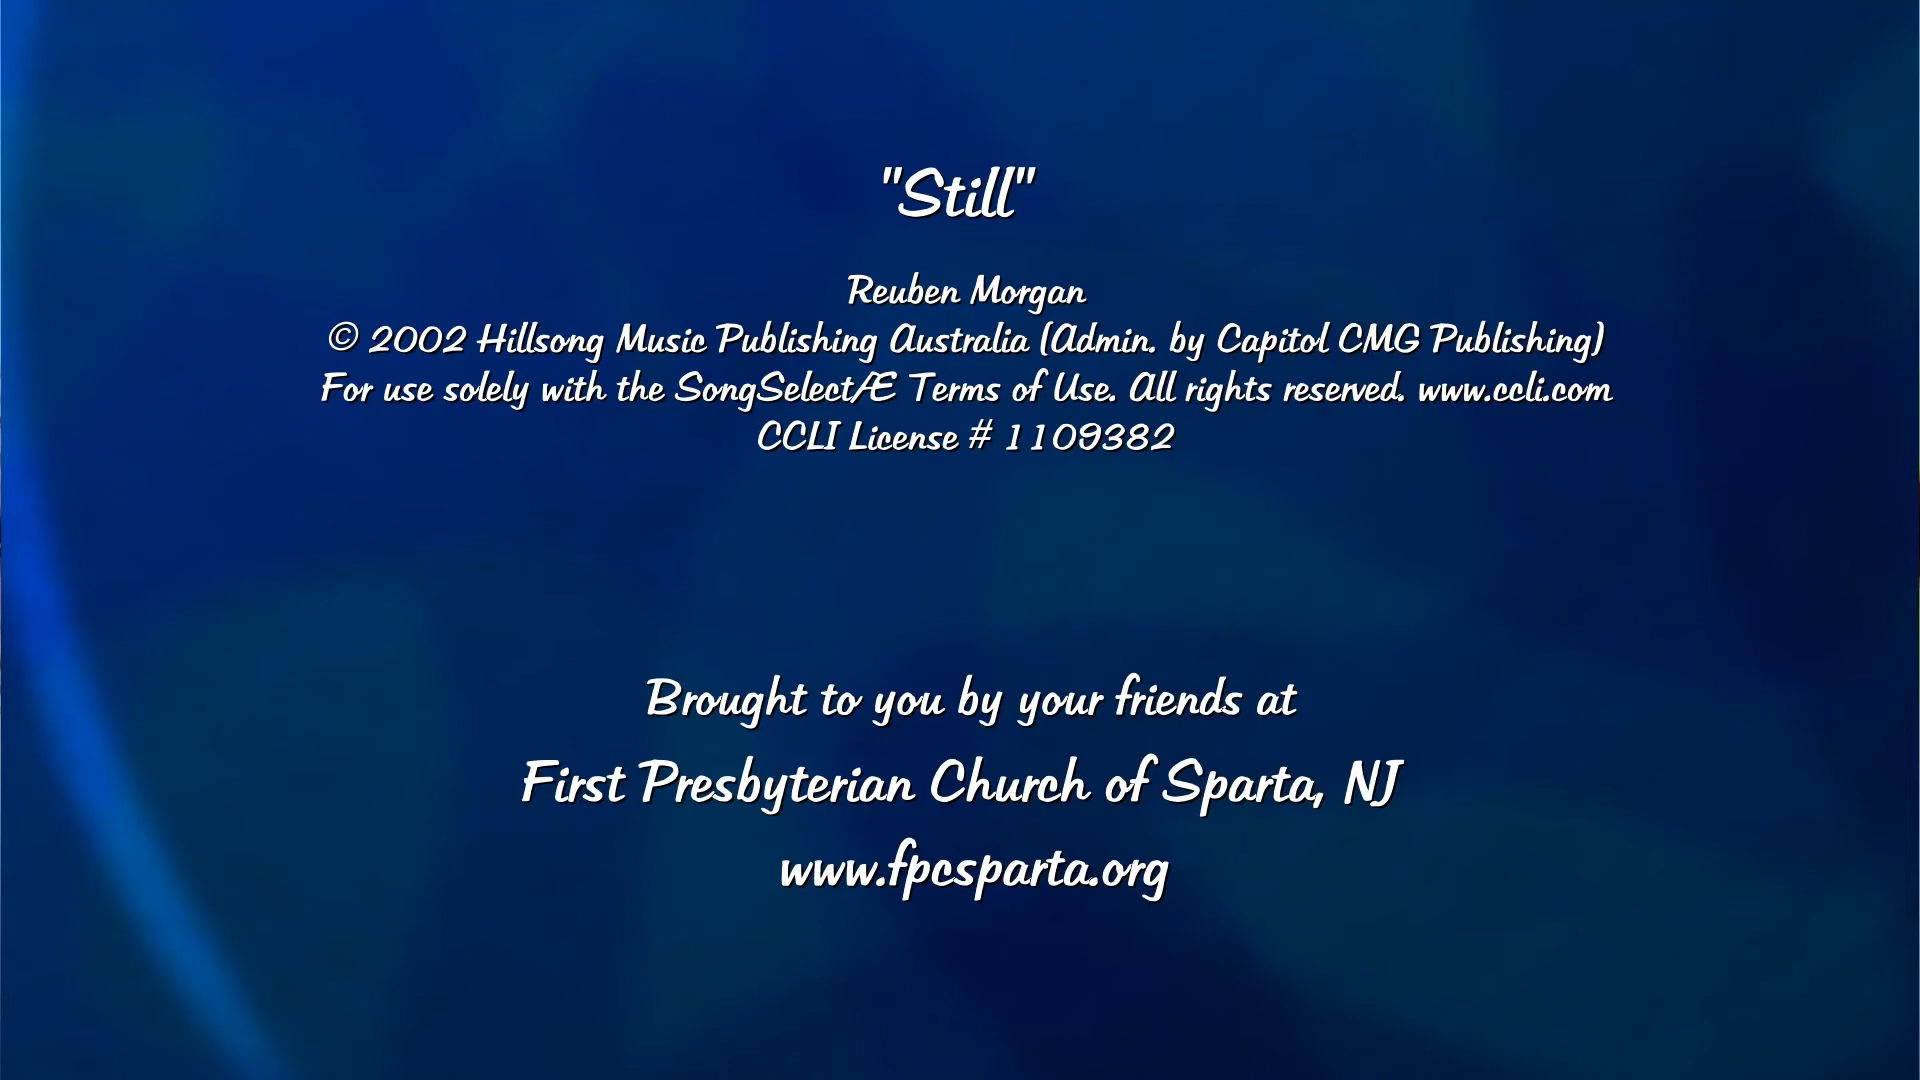 "Still"
Reuben Morgan
© 2002 Hillsong Music Publishing Australia (Admin. by Capitol CMG Publishing)
For use solely with the SongSelectÆ Terms of Use. All rights reserved. www.ccli.com
CCLI License # 1109382
Brought to you by your friends at
First Presbyterian Church of Sparta, NJ
www.fpcsparta.org